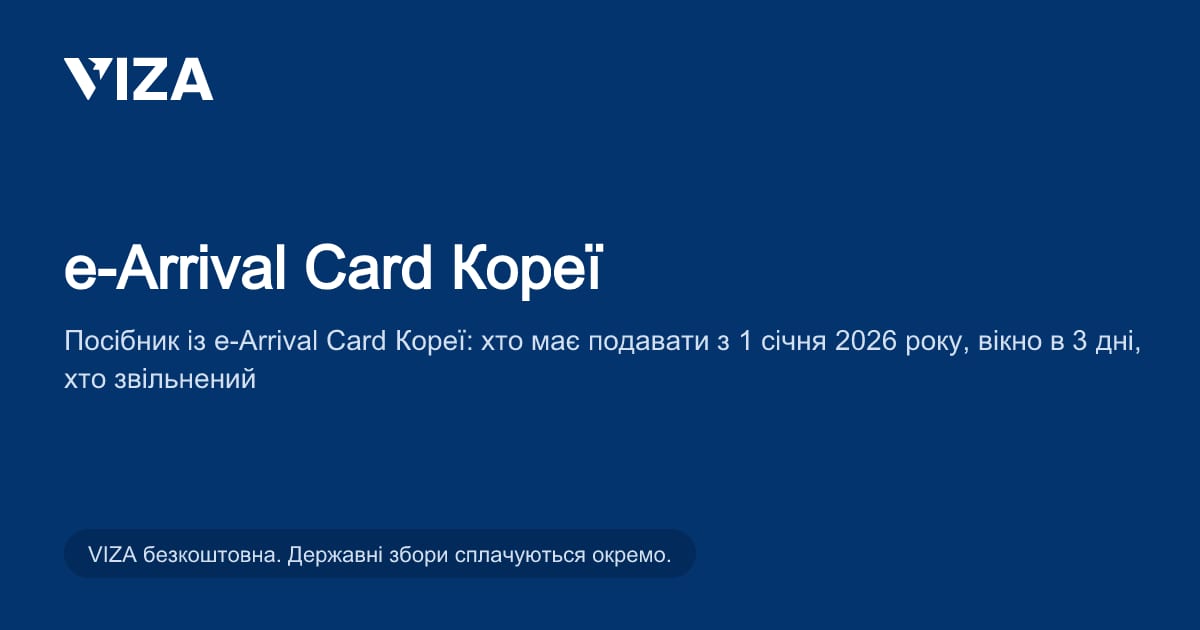 VIZA
e-Arrival Card Кореї
Посібник із e-Arrival Card Кореї: хто має подавати з 1 січня 2026 року, вікно в 3 дні,
хто звільнений
VIZA безкоштовна. Державні збори сплачуються окремо.